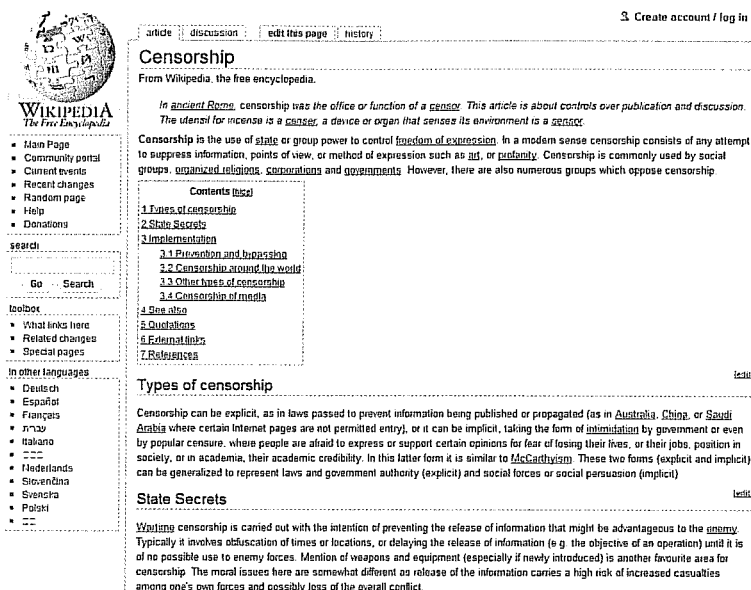 Create account / log in
article discussion edit this page history
WIKIPEDIA
The Free Encyclopedia
Main Page
Community portal
Current events
Recent changes
Random page
Help
Donations
search
Go Search
toolbox
What links here
Related changes
Special pages
In other languages
Deutsch
Español
Français
עברית
Italiano
Nederlands
Slovenčina
Svenska
Polski
Censorship
From Wikipedia, the free encyclopedia.
In ancient Rome, censorship was the office or function of a censor. This article is about controls over publication and discussion.
The utensil for incense is a censer, a device or organ that senses its environment is a sensor.
Censorship is the use of state or group power to control freedom of expression. In a modern sense censorship consists of any attempt
to suppress information, points of view, or method of expression such as art, or profanity. Censorship is commonly used by social
groups, organized religions, corporations and governments. However, there are also numerous groups which oppose censorship.
Contents [hide]
1 Types of censorship
2 State Secrets
3 Implementation
3.1 Prevention and bypassing
3.2 Censorship around the world
3.3 Other types of censorship
3.4 Censorship of media
4 See also
5 Quotations
6 External links
7 References
[edit
Types of censorship
Censorship can be explicit, as in laws passed to prevent information being published or propagated (as in Australia, China, or Saudi
Arabia where certain Internet pages are not permitted entry), or it can be implicit, taking the form of intimidation by government or even
by popular censure, where people are afraid to express or support certain opinions for fear of losing their lives, or their jobs, position in
society, or in academia, their academic credibility. In this latter form it is similar to McCarthyism. These two forms (explicit and implicit)
can be generalized to represent laws and government authority (explicit) and social forces or social persuasion (implicit)
[edit
State Secrets
Wartime censorship is carried out with the intention of preventing the release of information that might be advantageous to the enemy.
Typically it involves obfuscation of times or locations, or delaying the release of information (e.g. the objective of an operation) until it is
of no possible use to enemy forces. Mention of weapons and equipment (especially if newly introduced) is another favourite area for
censorship. The moral issues here are somewhat different as release of the information carries a high risk of increased casualties
among one's own forces and possibly loss of the overall conflict.